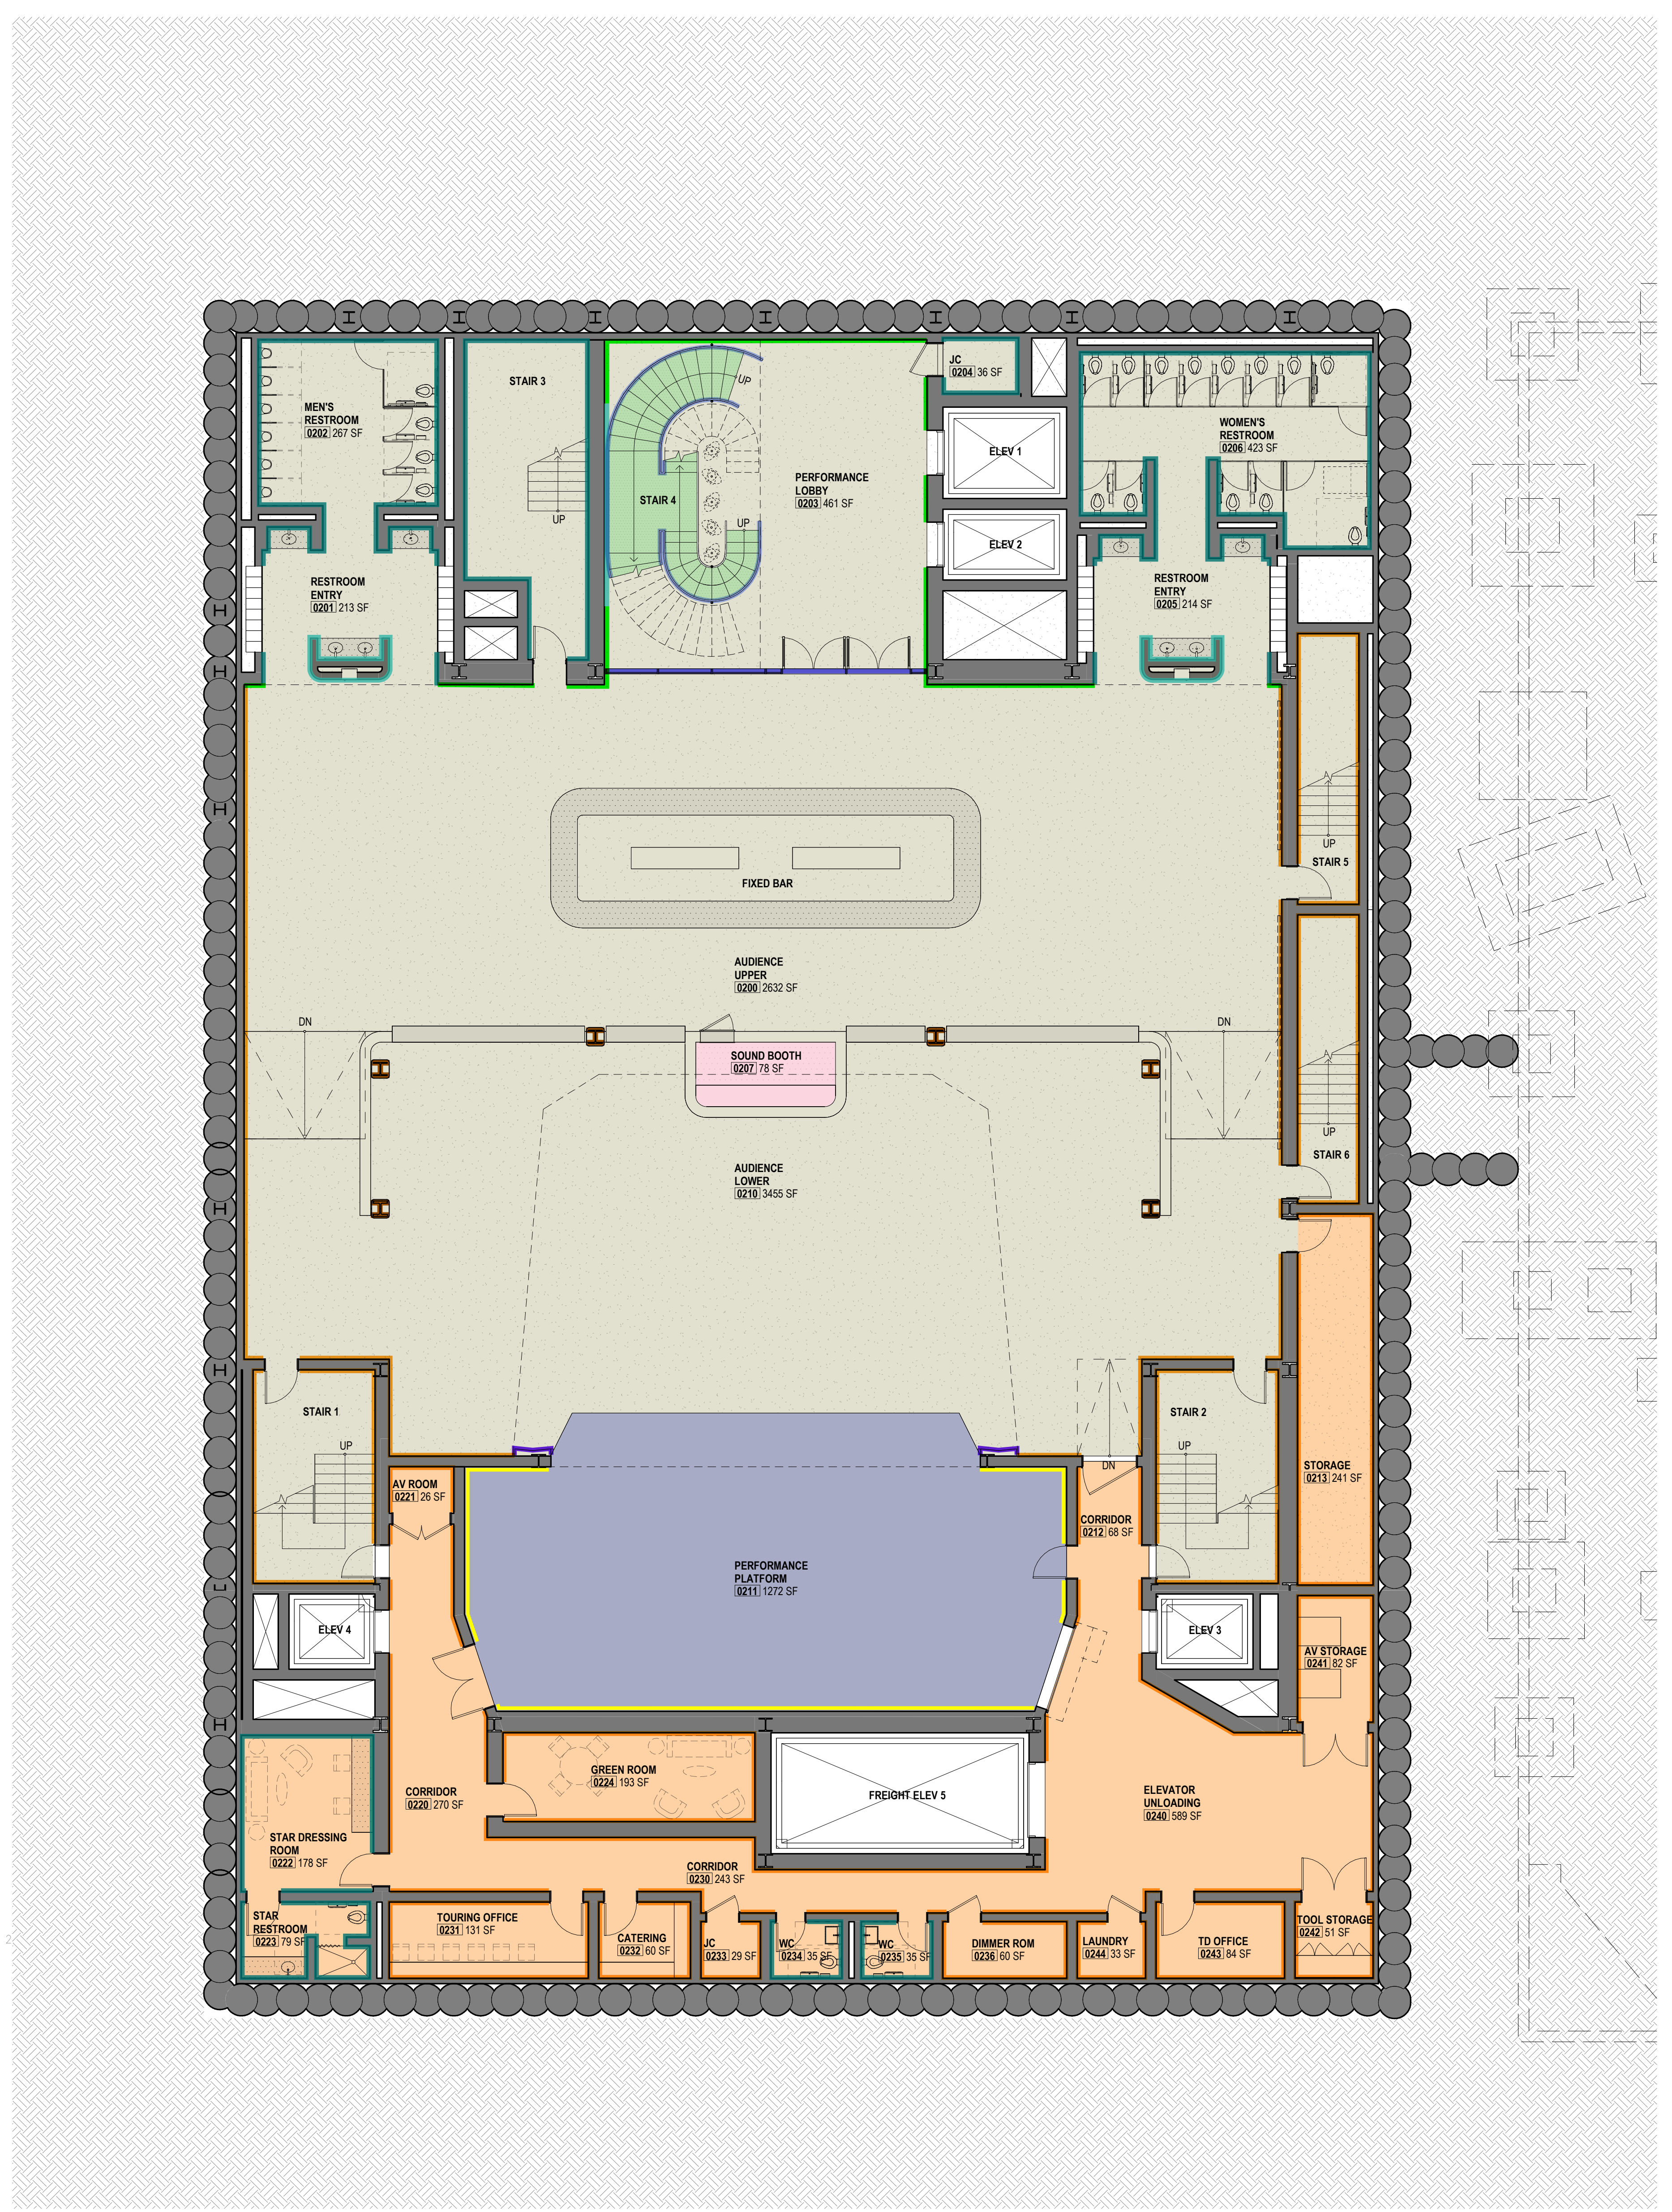 STAIR 3
UP
MEN'S
RESTROOM
0202 267 SF
UP
STAIR 4
UP
PERFORMANCE
LOBBY
0203 461 SF
JC
0204 36 SF
ELEV 1
ELEV 2
WOMEN'S
RESTROOM
0206 423 SF
RESTROOM
ENTRY
0201 213 SF
RESTROOM
ENTRY
0205 214 SF
UP
STAIR 5
FIXED BAR
AUDIENCE
UPPER
0200 2632 SF
DN
DN
SOUND BOOTH
0207 78 SF
UP
STAIR 6
AUDIENCE
LOWER
0210 3455 SF
STAIR 1
UP
STAIR 2
UP
DN
AV ROOM
0221 26 SF
CORRIDOR
0212 68 SF
STORAGE
0213 241 SF
PERFORMANCE
PLATFORM
0211 1272 SF
ELEV 4
ELEV 3
AV STORAGE
0241 82 SF
GREEN ROOM
0224 193 SF
CORRIDOR
0220 270 SF
FREIGHT ELEV 5
ELEVATOR
UNLOADING
0240 589 SF
STAR DRESSING
ROOM
0222 178 SF
CORRIDOR
0230 243 SF
STAR
RESTROOM
0223 79 SF
TOURING OFFICE
0231 131 SF
CATERING
0232 60 SF
JC
0233 29 SF
WC
0234 35 SF
WC
0235 35 SF
DIMMER ROM
0236 60 SF
LAUNDRY
0244 33 SF
TD OFFICE
0243 84 SF
TOOL STORAGE
0242 51 SF
2